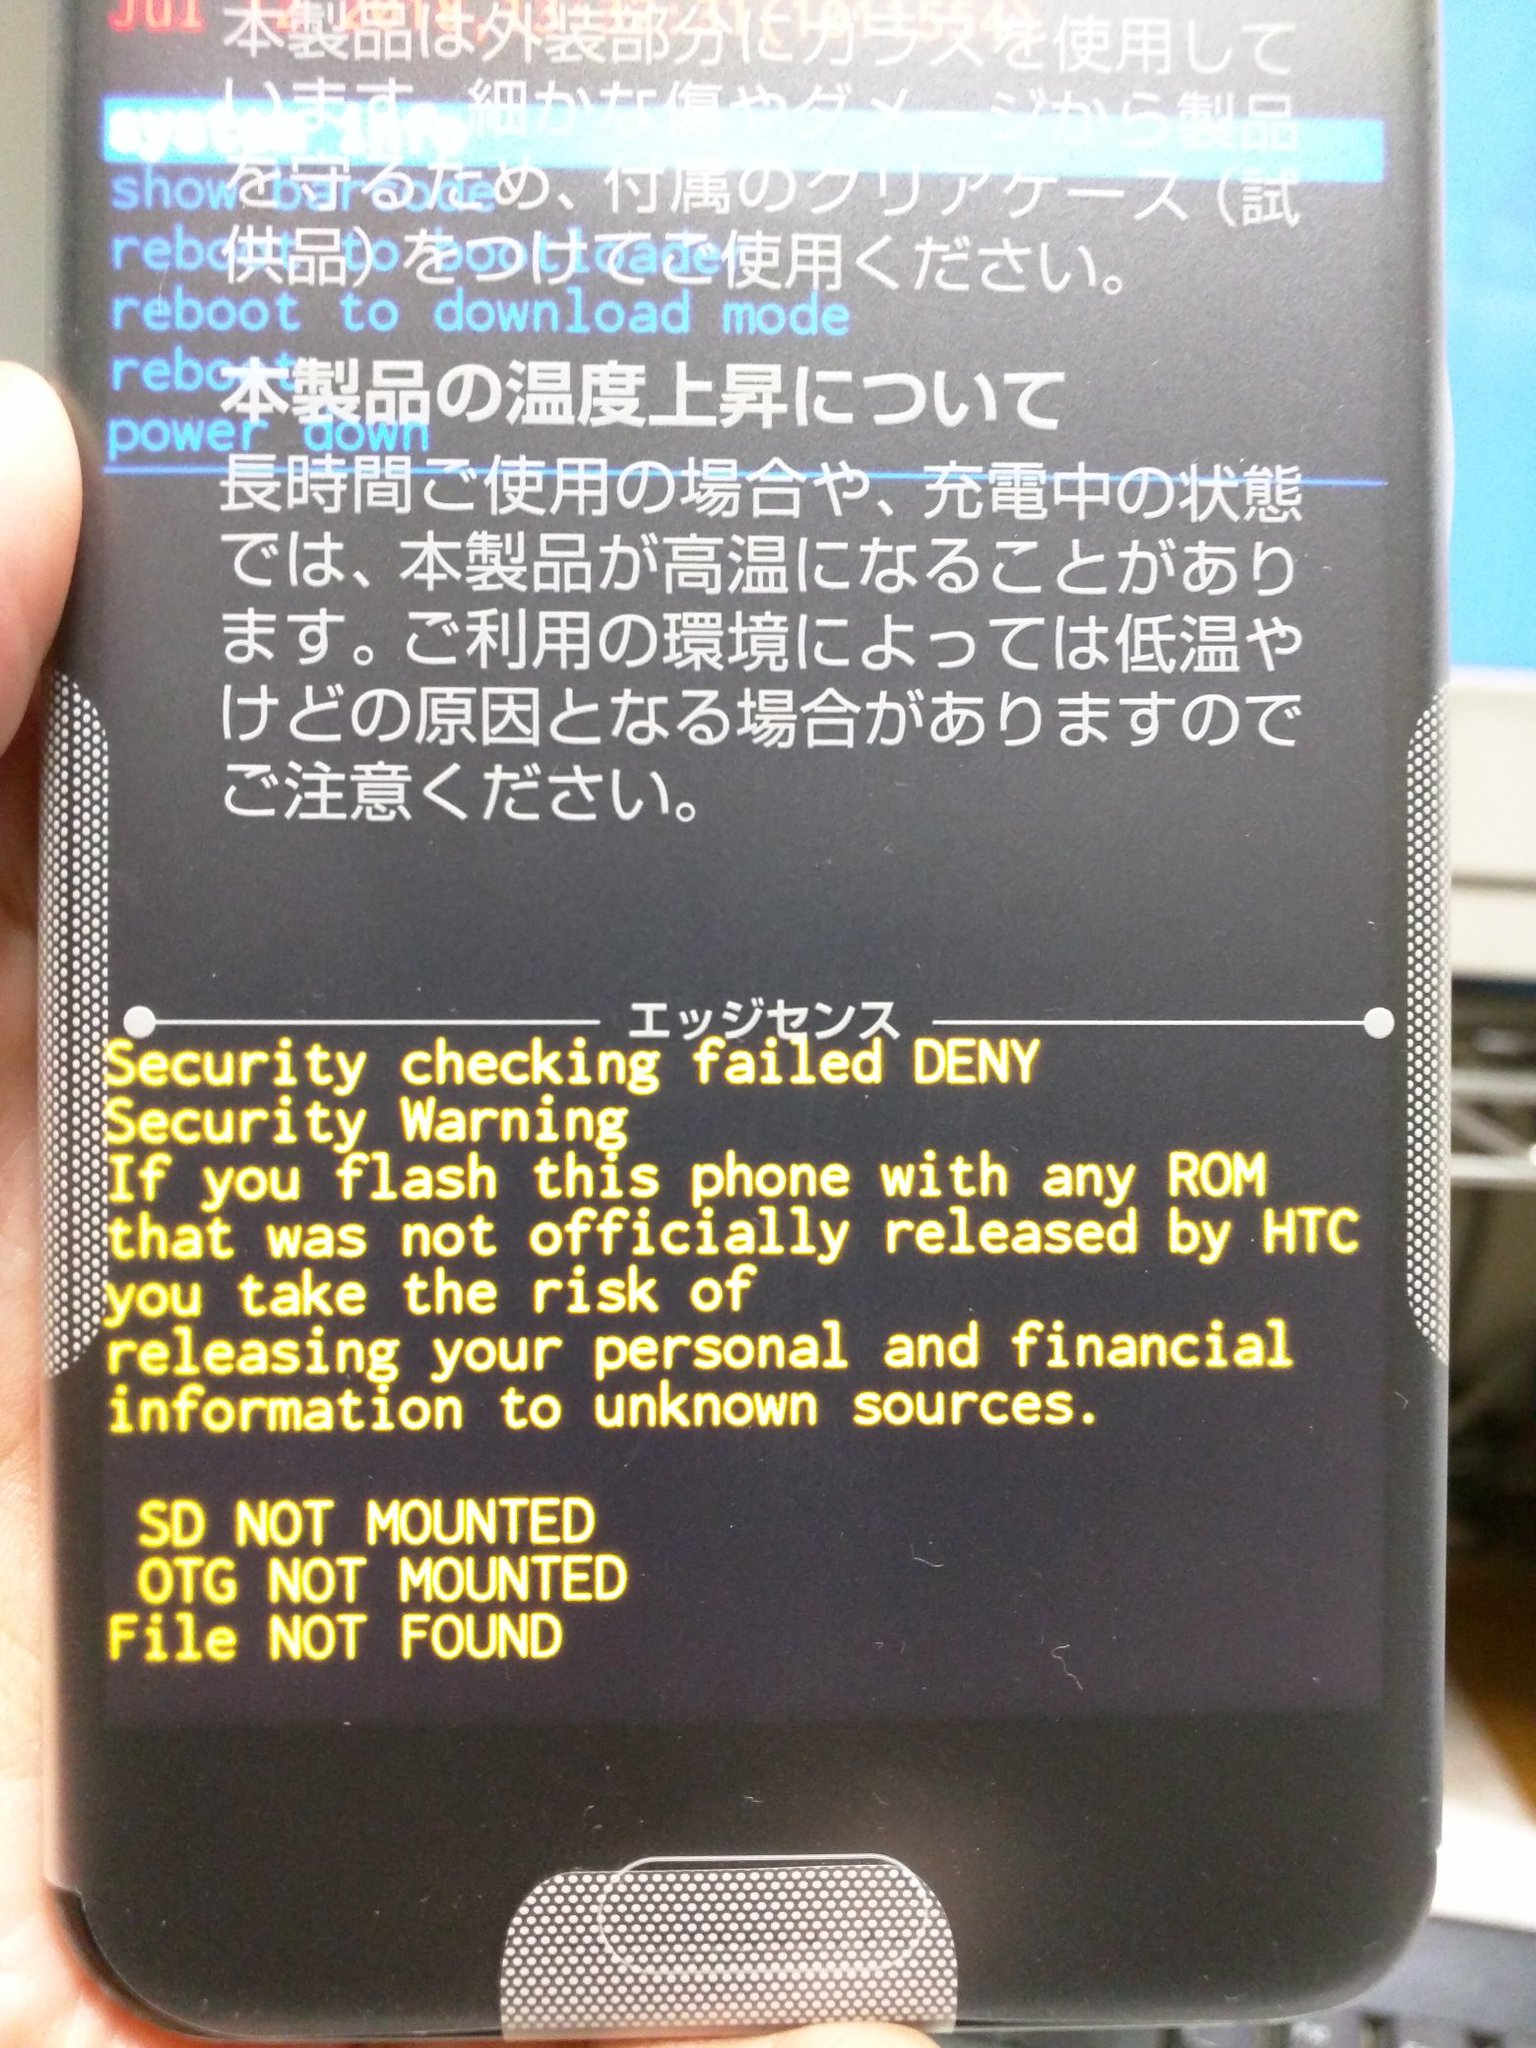 本製品は外装部分にガラスを使用して
います。細かな傷やダメージから製品
system info
を守るため、付属のクリアケース（試
show barcode
供品）をつけてご使用ください。
reboot to bootloader
reboot to download mode
reboot
本製品の温度上昇について
power down
長時間ご使用の場合や、充電中の状態
では、本製品が高温になることがあり
ます。ご利用の環境によっては低温や
けどの原因となる場合がありますので
ご注意ください。
エッジセンス
Security checking failed DENY
Security Warning
If you flash this phone with any ROM
that was not officially released by HTC
you take the risk of
releasing your personal and financial
information to unknown sources.
SD NOT MOUNTED
OTG NOT MOUNTED
File NOT FOUND